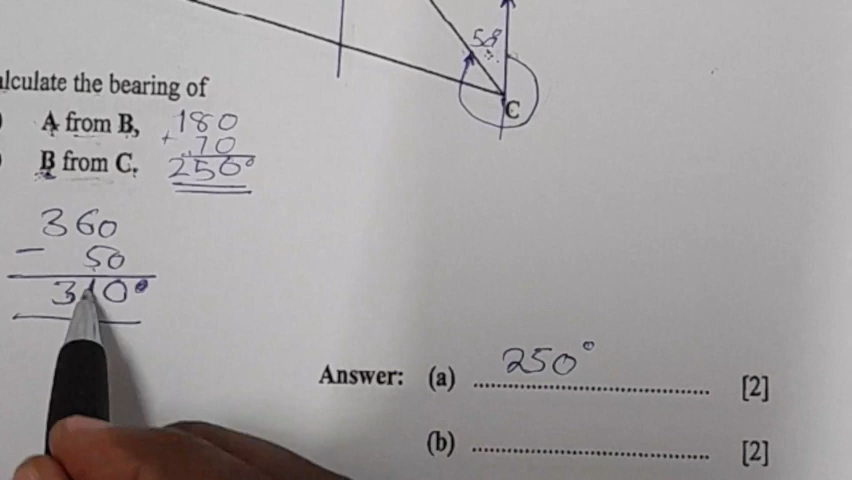 58
C
alculate the bearing of
A from B, 180
+ 70
B from C, 250°
360
- 50
310°
250°
Answer: (a) ........................................ [2]
(b) ........................................ [2]